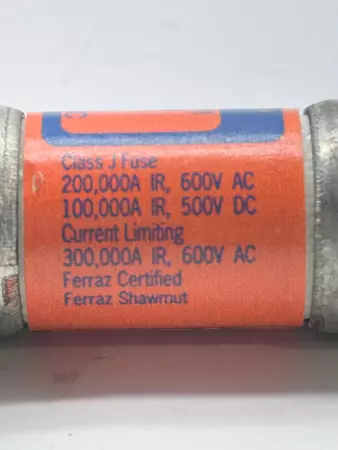 Class J Fuse
200,000A IR, 600V AC
100,000A IR, 500V DC
Current Limiting
300,000A IR, 600V AC
Ferraz Certified
Ferraz Shawmut